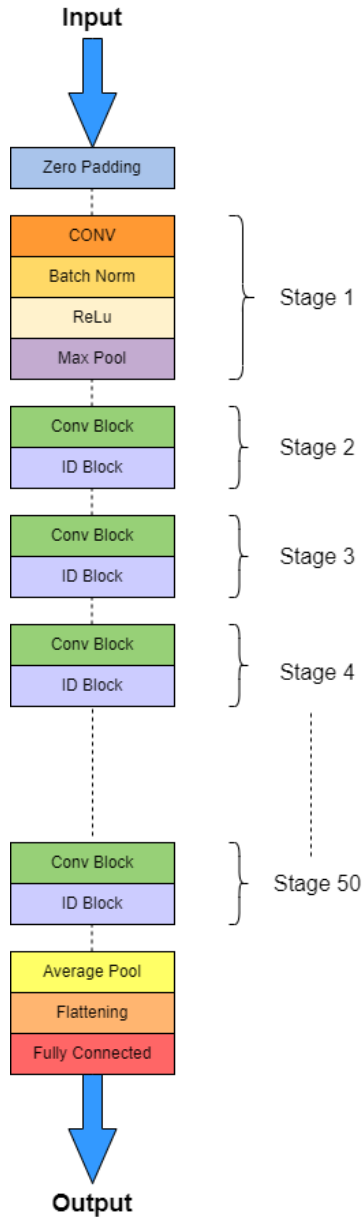 Input
Zero Padding
CONV
Batch Norm
ReLu
Max Pool
Stage 1
Conv Block
ID Block
Stage 2
Conv Block
ID Block
Stage 3
Conv Block
ID Block
Stage 4
Conv Block
ID Block
Stage 50
Average Pool
Flattening
Fully Connected
Output